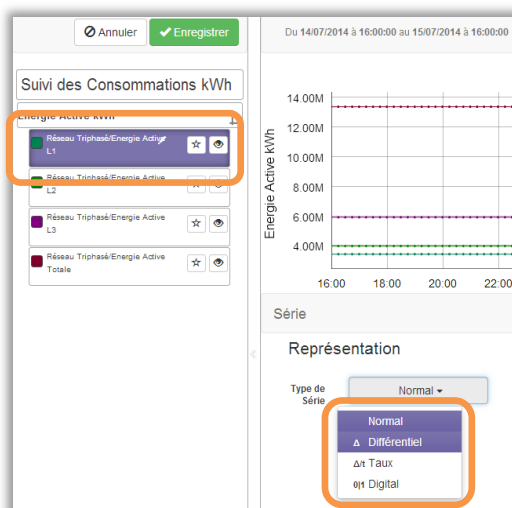 Annuler
Enregistrer
Suivi des Consommations kWh
Energie Active kWh
Réseau Triphasé/Energie Active
L1
Réseau Triphasé/Energie Active
L2
Réseau Triphasé/Energie Active
L3
Réseau Triphasé/Energie Active
Totale
Du 14/07/2014 à 16:00:00 au 15/07/2014 à 16:00:00
Energie Active kWh
14.00M
12.00M
10.00M
8.00M
6.00M
4.00M
16:00 18:00 20:00 22:00
Série
Représentation
Type de
Série
Normal
Normal
Δ Différentiel
Δ/t Taux
0|1 Digital